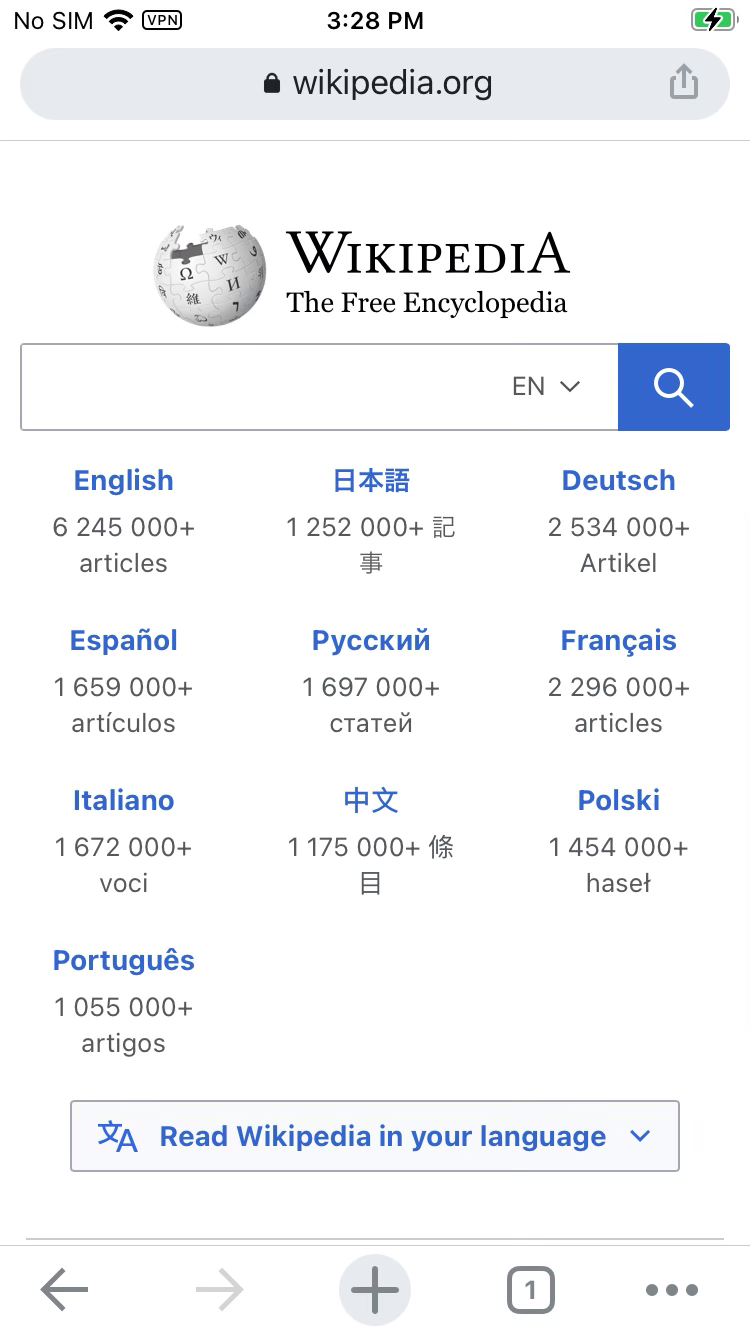 No SIM VPN 3:28 PM
wikipedia.org
WIKIPEDIA
The Free Encyclopedia
Ω W И 維
EN
English 日本語 Deutsch
6 245 000+ 1 252 000+ 記 2 534 000+
articles 事 Artikel
Español Русский Français
1 659 000+ 1 697 000+ 2 296 000+
artículos статей articles
Italiano 中文 Polski
1 672 000+ 1 175 000+ 條 1 454 000+
voci 目 haseł
Português
1 055 000+
artigos
文A Read Wikipedia in your language
1